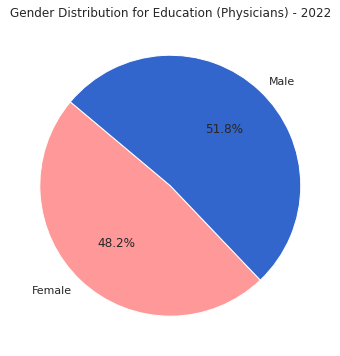 Gender Distribution for Education (Physicians) - 2022
Male
51.8%
48.2%
Female